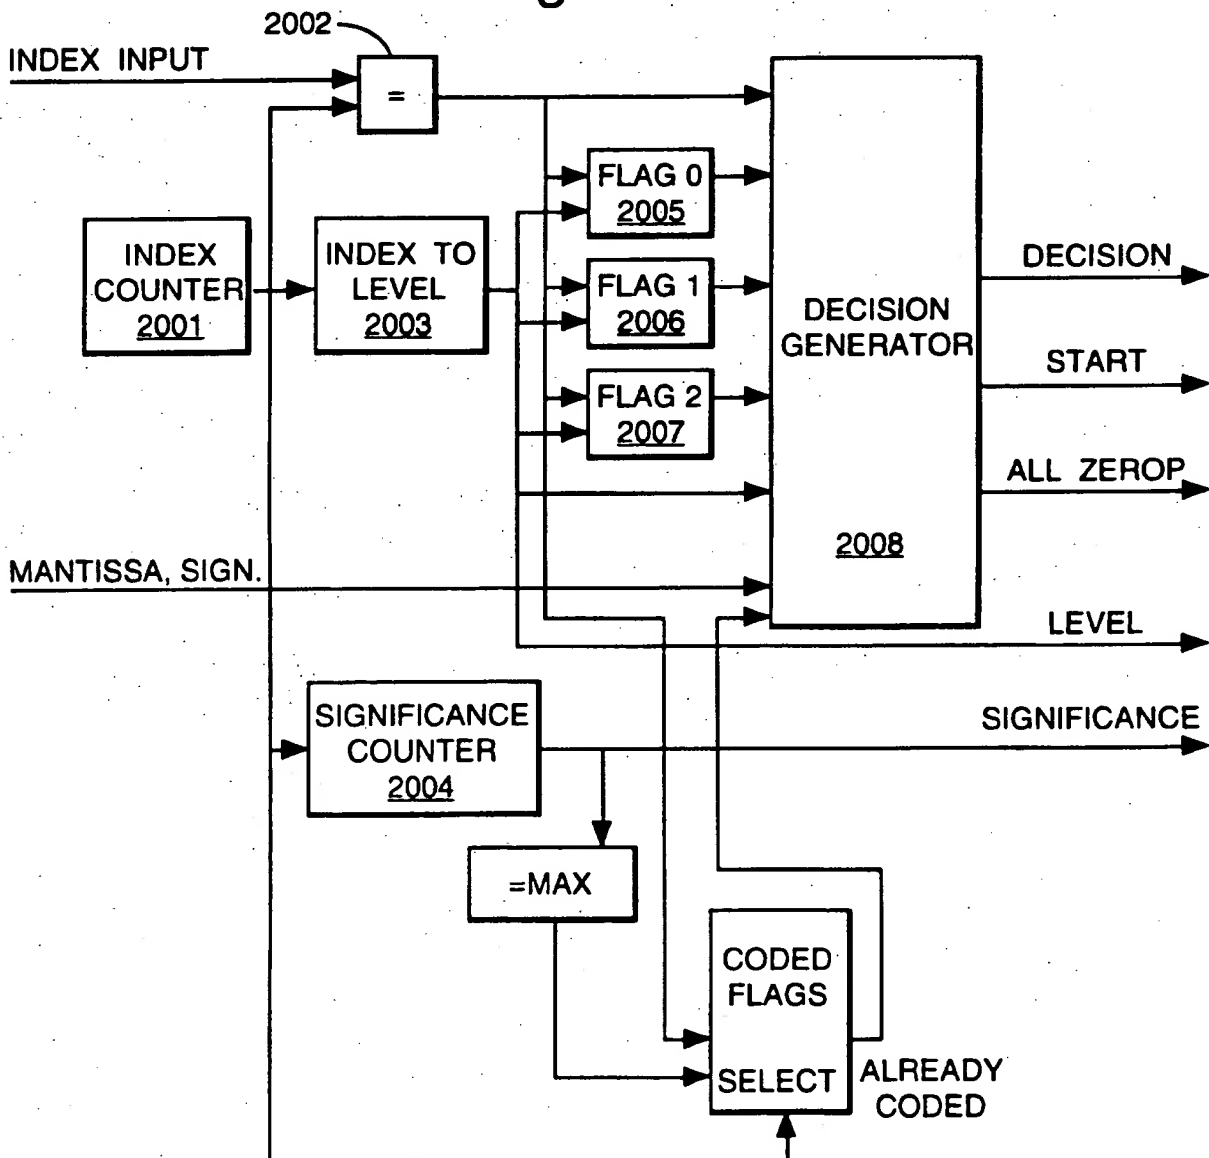 2002
INDEX INPUT
=
FLAG 0
2005
INDEX
COUNTER
2001
INDEX TO
LEVEL
2003
FLAG 1
2006
FLAG 2
2007
DECISION
GENERATOR
2008
DECISION
START
ALL ZEROP
MANTISSA, SIGN.
LEVEL
SIGNIFICANCE
COUNTER
2004
SIGNIFICANCE
=MAX
CODED
FLAGS
SELECT
ALREADY
CODED